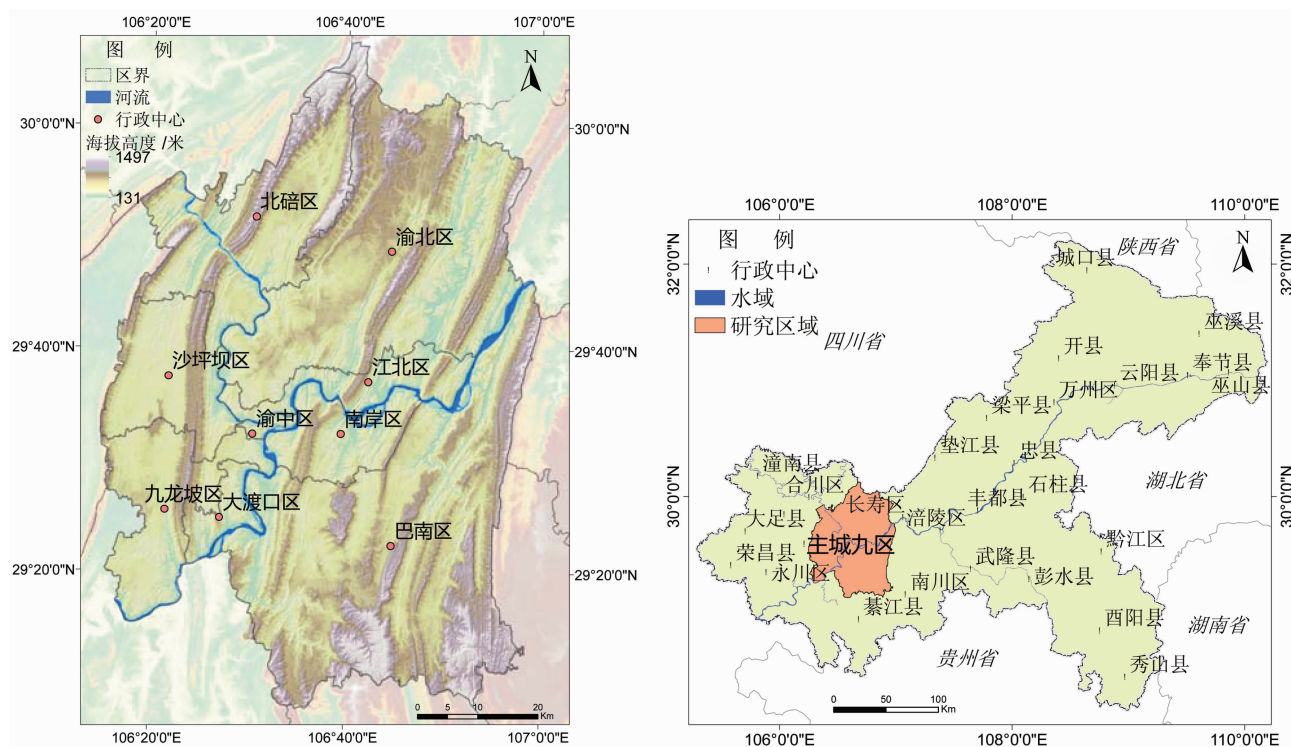 106°20'0"E
106°40'0"E
107°0'0"E
图 例
区界
河流
行政中心
海拔高度/米
1497
131
N
30°0'0"N
30°0'0"N
北碚区
渝北区
29°40'0"N
29°40'0"N
沙坪坝区
江北区
渝中区
南岸区
九龙坡区
大渡口区
巴南区
29°20'0"N
29°20'0"N
0 5 10 20
Km
106°20'0"E
106°40'0"E
107°0'0"E
106°0'0"E
108°0'0"E
110°0'0"E
图 例
行政中心
水域
研究区域
N
陕西省
城口县
32°0'0"N
32°0'0"N
四川省
巫溪县
开县
云阳县
奉节县
万州区
巫山县
梁平县
垫江县
忠县
潼南县
合川区
石柱县
湖北省
30°0'0"N
30°0'0"N
长寿区
丰都县
涪陵区
大足县
主城九区
黔江区
荣昌县
武隆县
永川区
南川区
彭水县
綦江县
酉阳县
湖南省
贵州省
秀山县
0 50 100
Km
106°0'0"E
108°0'0"E
110°0'0"E